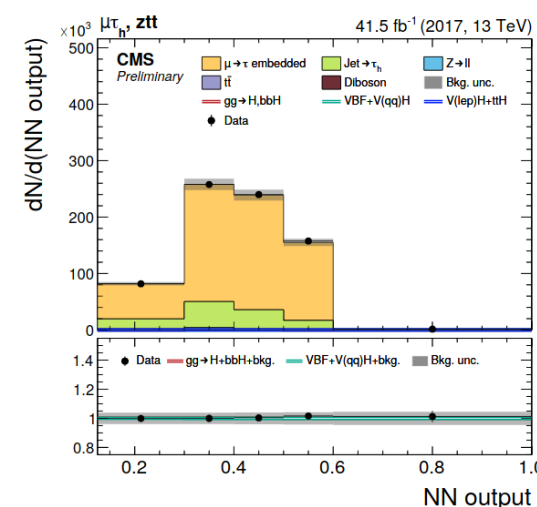 ×10³ μτₕ, ztt 41.5 fb⁻¹ (2017, 13 TeV)
CMS
Preliminary
μ→τ embedded Jet→τₕ Z→ll
tt̄ Diboson Bkg. unc.
gg→H,bbH VBF+V(qq)H V(lep)H+ttH
Data
dN/d(NN output)
500
400
300
200
100
0
Data gg→H+bbH+bkg. VBF+V(qq)H+bkg. Bkg. unc.
1.4
1.2
1
0.8
0.2 0.4 0.6 0.8 1.0
NN output